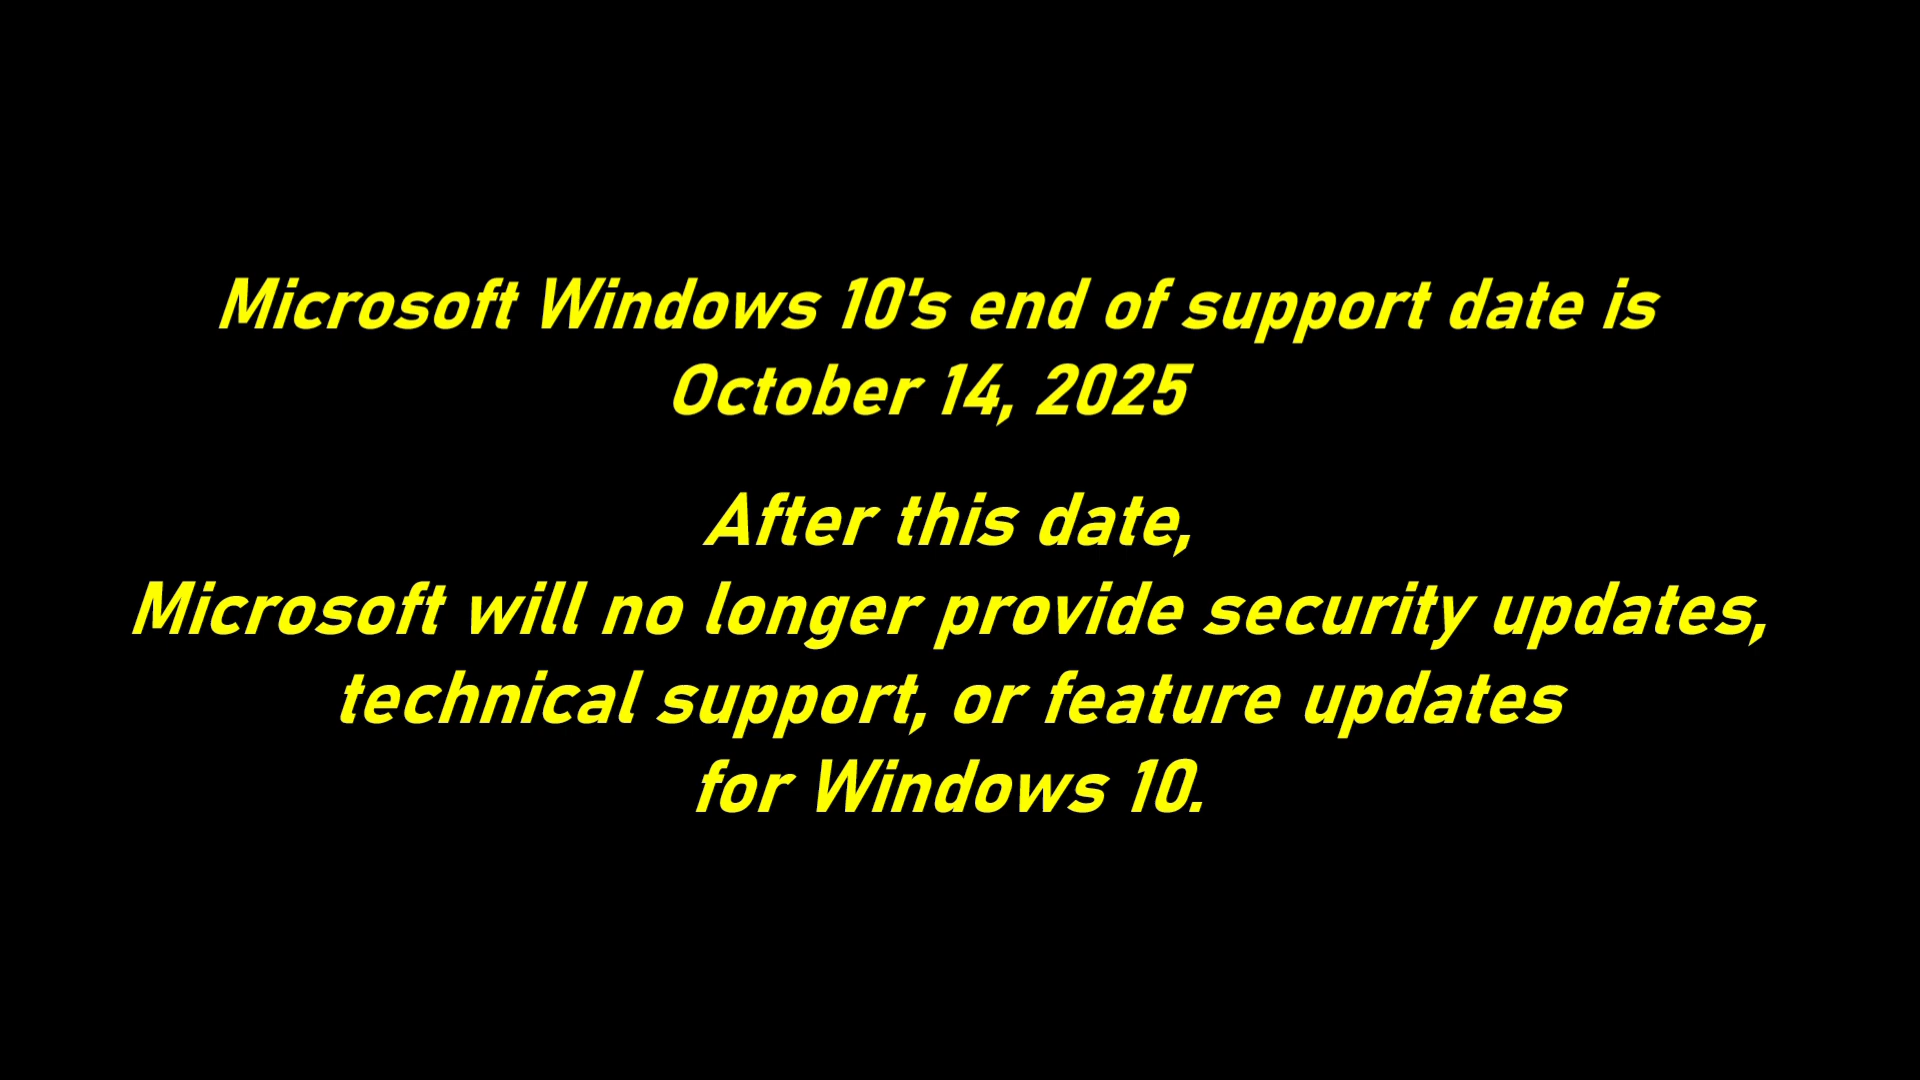 Microsoft Windows 10's end of support date is
October 14, 2025
After this date,
Microsoft will no longer provide security updates,
technical support, or feature updates
for Windows 10.